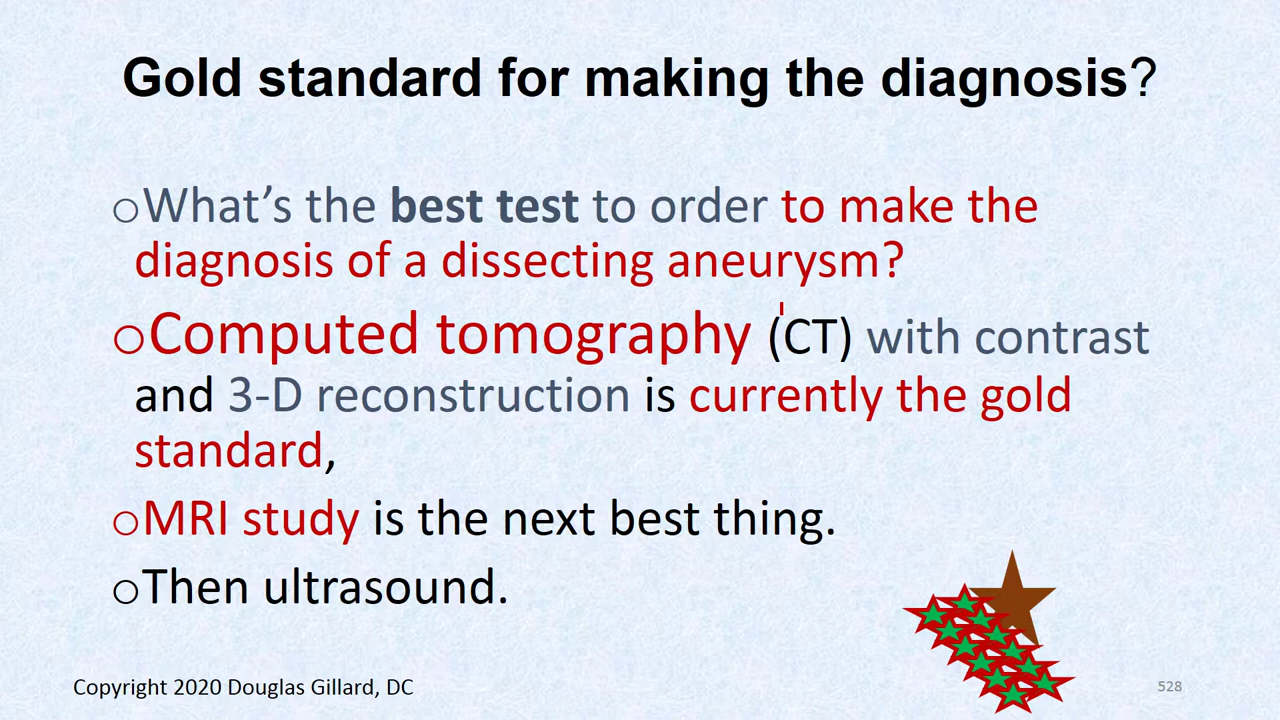 Gold standard for making the diagnosis?
oWhat’s the best test to order to make the
diagnosis of a dissecting aneurysm?
oComputed tomography (CT) with contrast
and 3-D reconstruction is currently the gold
standard,
oMRI study is the next best thing.
oThen ultrasound.
Copyright 2020 Douglas Gillard, DC
528